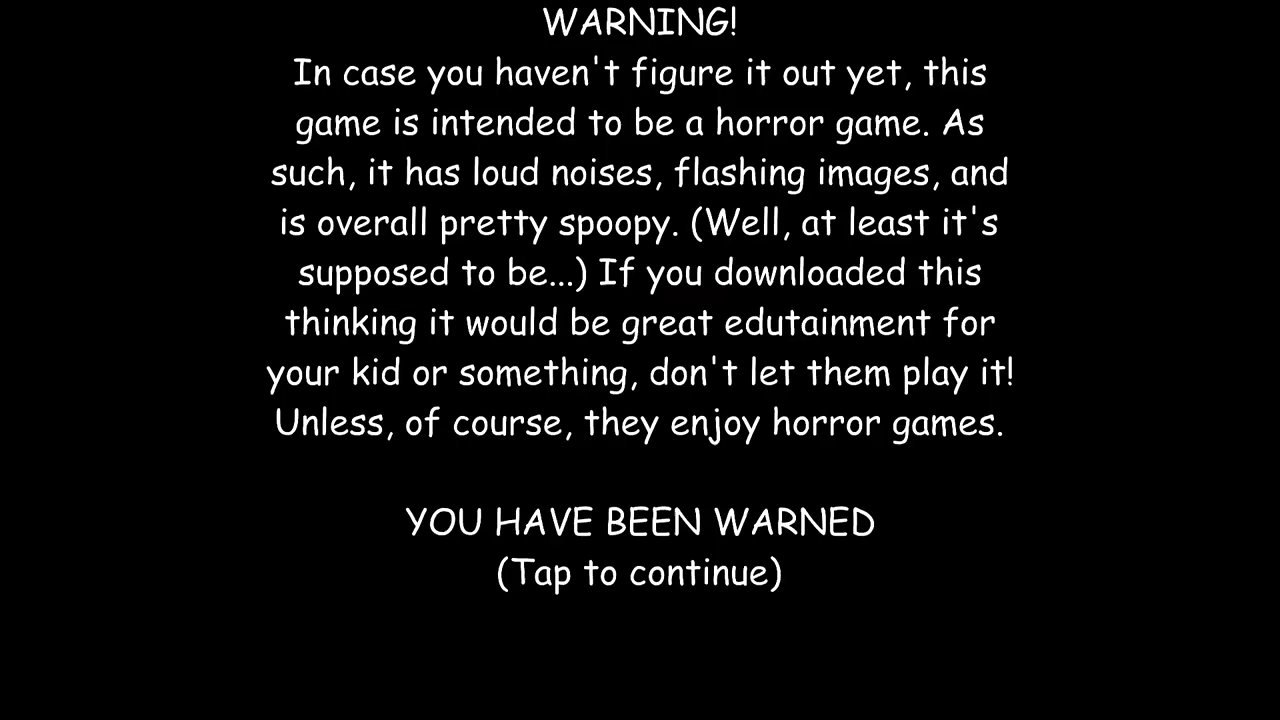 WARNING!
In case you haven't figure it out yet, this
game is intended to be a horror game. As
such, it has loud noises, flashing images, and
is overall pretty spoopy. (Well, at least it's
supposed to be...) If you downloaded this
thinking it would be great edutainment for
your kid or something, don't let them play it!
Unless, of course, they enjoy horror games.
YOU HAVE BEEN WARNED
(Tap to continue)